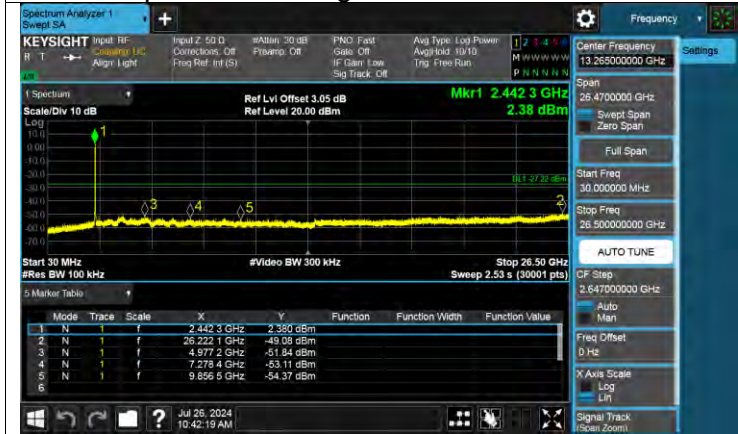 Spectrum Analyzer 1
Swept SA
Frequency
KEYSIGHT
R T
Input: RF
Coupling: DC
Align: Light
Input Z: 50 Ω
Corrections: Off
Freq Ref: Int (S)
#Atten: 30 dB
Preamp: Off
PNO: Fast
Gate: Off
IF Gain: Low
Sig Track: Off
Avg Type: Log-Power
Avg|Hold: 10/10
Trig: Free Run
1 2 3 4 5 6
M W W W W W
P N N N N N
Settings
1 Spectrum
Scale/Div 10 dB
Ref Lvl Offset 3.05 dB
Ref Level 20.00 dBm
Mkr1 2.442 3 GHz
2.38 dBm
Log
10.0
0.00
-10.0
-20.0
-30.0
-40.0
-50.0
-60.0
-70.0
1
2
3
4
5
DL1 -27.22 dBm
Start 30 MHz
#Res BW 100 kHz
#Video BW 300 kHz
Stop 26.50 GHz
Sweep 2.53 s (30001 pts)
5 Marker Table
Mode Trace Scale X Y Function Function Width Function Value
1 N 1 f 2.442 3 GHz 2.380 dBm
2 N 1 f 26.222 1 GHz -49.08 dBm
3 N 1 f 4.977 2 GHz -51.84 dBm
4 N 1 f 7.278 4 GHz -53.11 dBm
5 N 1 f 9.856 5 GHz -54.37 dBm
6
Center Frequency
13.265000000 GHz
Span
26.4700000 GHz
Swept Span
Zero Span
Full Span
Start Freq
30.000000 MHz
Stop Freq
26.500000000 GHz
AUTO TUNE
CF Step
2.647000000 GHz
Auto
Man
Freq Offset
0 Hz
X Axis Scale
Log
Lin
Signal Track
(Span Zoom)
?
Jul 26, 2024
10:42:19 AM